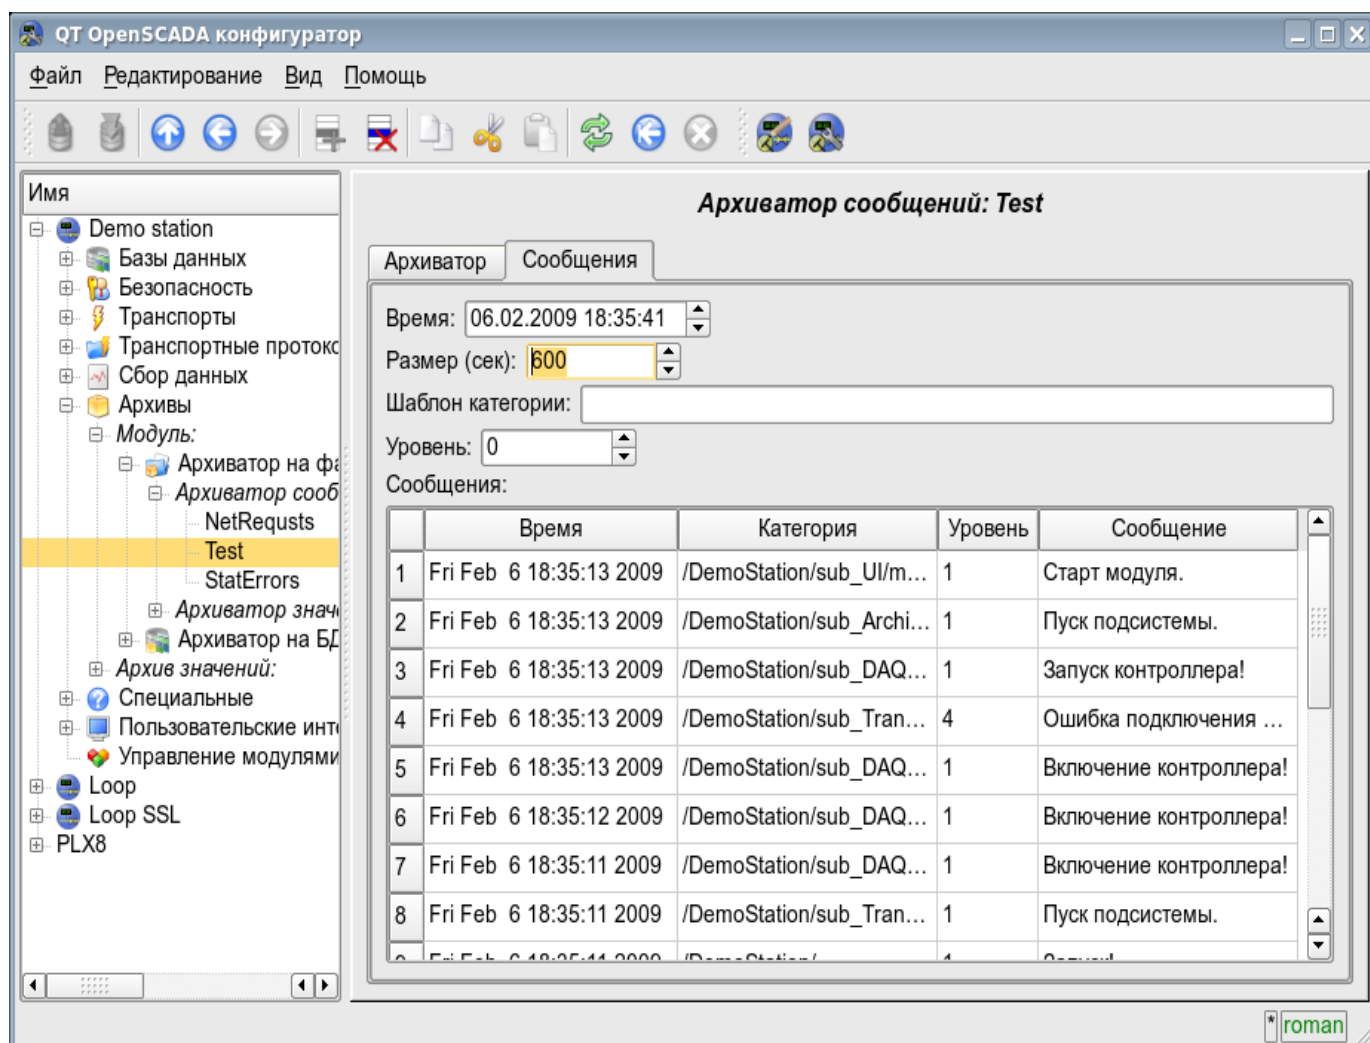 QT OpenSCADA конфигуратор
Файл Редактирование Вид Помощь
Имя
Demo station
Базы данных
Безопасность
Транспорты
Транспортные протокс
Сбор данных
Архивы
Модуль:
Архиватор на фа
Архиватор сооб
NetRequsts
Test
StatErrors
Архиватор знач
Архиватор на БД
Архив значений:
Специальные
Пользовательские инт
Управление модулями
Loop
Loop SSL
PLX8
Архиватор сообщений: Test
Архиватор Сообщения
Время: 06.02.2009 18:35:41
Размер (сек): 600
Шаблон категории:
Уровень: 0
Сообщения:
Время Категория Уровень Сообщение
1 Fri Feb 6 18:35:13 2009 /DemoStation/sub_UI/m... 1 Старт модуля.
2 Fri Feb 6 18:35:13 2009 /DemoStation/sub_Archi... 1 Пуск подсистемы.
3 Fri Feb 6 18:35:13 2009 /DemoStation/sub_DAQ... 1 Запуск контроллера!
4 Fri Feb 6 18:35:13 2009 /DemoStation/sub_Tran... 4 Ошибка подключения ...
5 Fri Feb 6 18:35:13 2009 /DemoStation/sub_DAQ... 1 Включение контроллера!
6 Fri Feb 6 18:35:12 2009 /DemoStation/sub_DAQ... 1 Включение контроллера!
7 Fri Feb 6 18:35:11 2009 /DemoStation/sub_DAQ... 1 Включение контроллера!
8 Fri Feb 6 18:35:11 2009 /DemoStation/sub_Tran... 1 Пуск подсистемы.
* roman